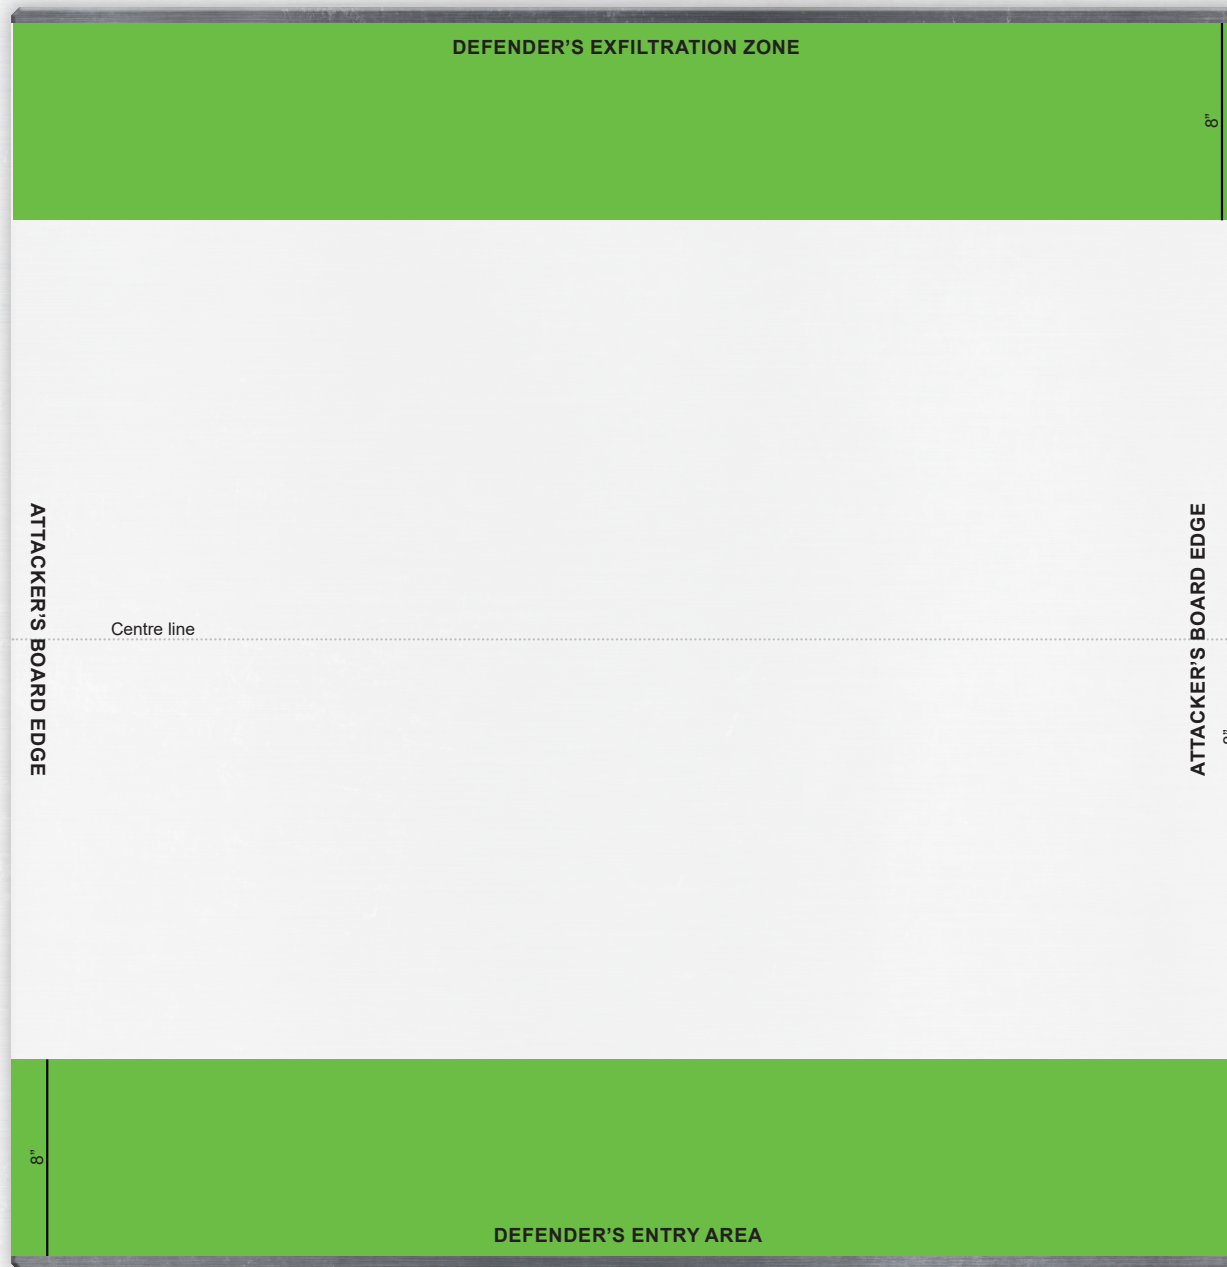 DEFENDER’S EXFILTRATION ZONE
8”
ATTACKER’S BOARD EDGE
ATTACKER’S BOARD EDGE
Centre line
8”
DEFENDER’S ENTRY AREA